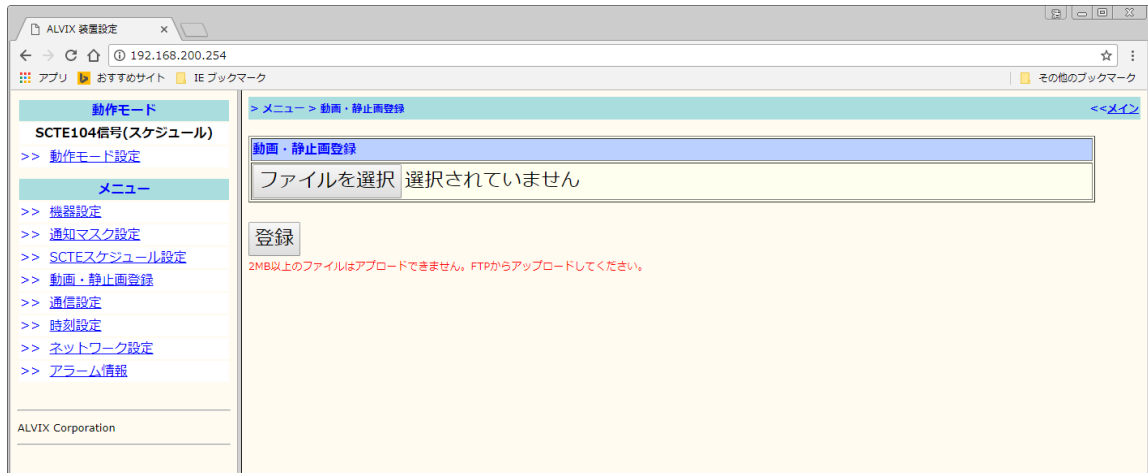 ALVIX 装置設定
192.168.200.254
アプリ おすすめサイト IE ブックマーク その他のブックマーク
動作モード
SCTE104信号(スケジュール)
>> 動作モード設定
メニュー
>> 機器設定
>> 通知マスク設定
>> SCTEスケジュール設定
>> 動画・静止画登録
>> 通信設定
>> 時刻設定
>> ネットワーク設定
>> アラーム情報
ALVIX Corporation
> メニュー > 動画・静止画登録 <<メイン
動画・静止画登録
ファイルを選択 選択されていません
登録
2MB以上のファイルはアプロードできません。FTPからアップロードしてください。